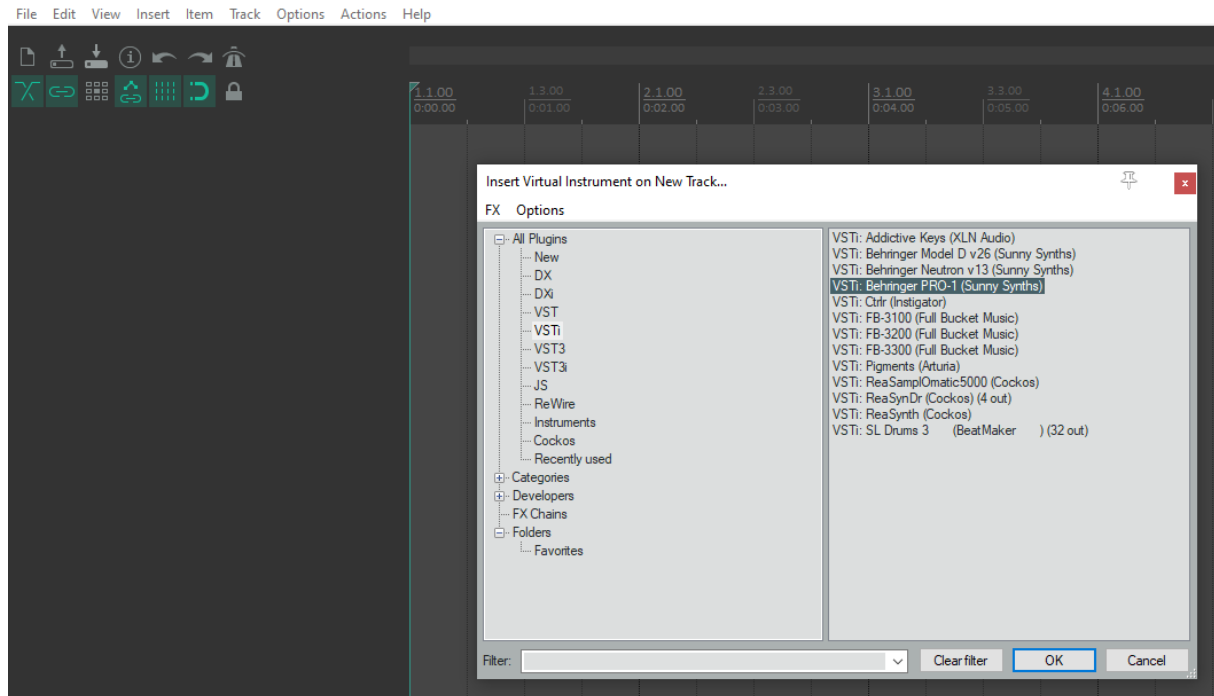 File Edit View Insert Item Track Options Actions Help
1.1.00 1.3.00 2.1.00 2.3.00 3.1.00 3.3.00 4.1.00
0:00.00 0:01.00 0:02.00 0:03.00 0:04.00 0:05.00 0:06.00
Insert Virtual Instrument on New Track...
x
FX Options
All Plugins
New
DX
DXi
VST
VSTi
VST3
VST3i
JS
ReWire
Instruments
Cockos
Recently used
Categories
Developers
FX Chains
Folders
Favorites
VSTi: Addictive Keys (XLN Audio)
VSTi: Behringer Model D v26 (Sunny Synths)
VSTi: Behringer Neutron v13 (Sunny Synths)
VSTi: Behringer PRO-1 (Sunny Synths)
VSTi: Ctrlr (Instigator)
VSTi: FB-3100 (Full Bucket Music)
VSTi: FB-3200 (Full Bucket Music)
VSTi: FB-3300 (Full Bucket Music)
VSTi: Pigments (Arturia)
VSTi: ReaSamplOmatic5000 (Cockos)
VSTi: ReaSynDr (Cockos) (4 out)
VSTi: ReaSynth (Cockos)
VSTi: SL Drums 3 (BeatMaker ) (32 out)
Filter: Clear filter OK Cancel